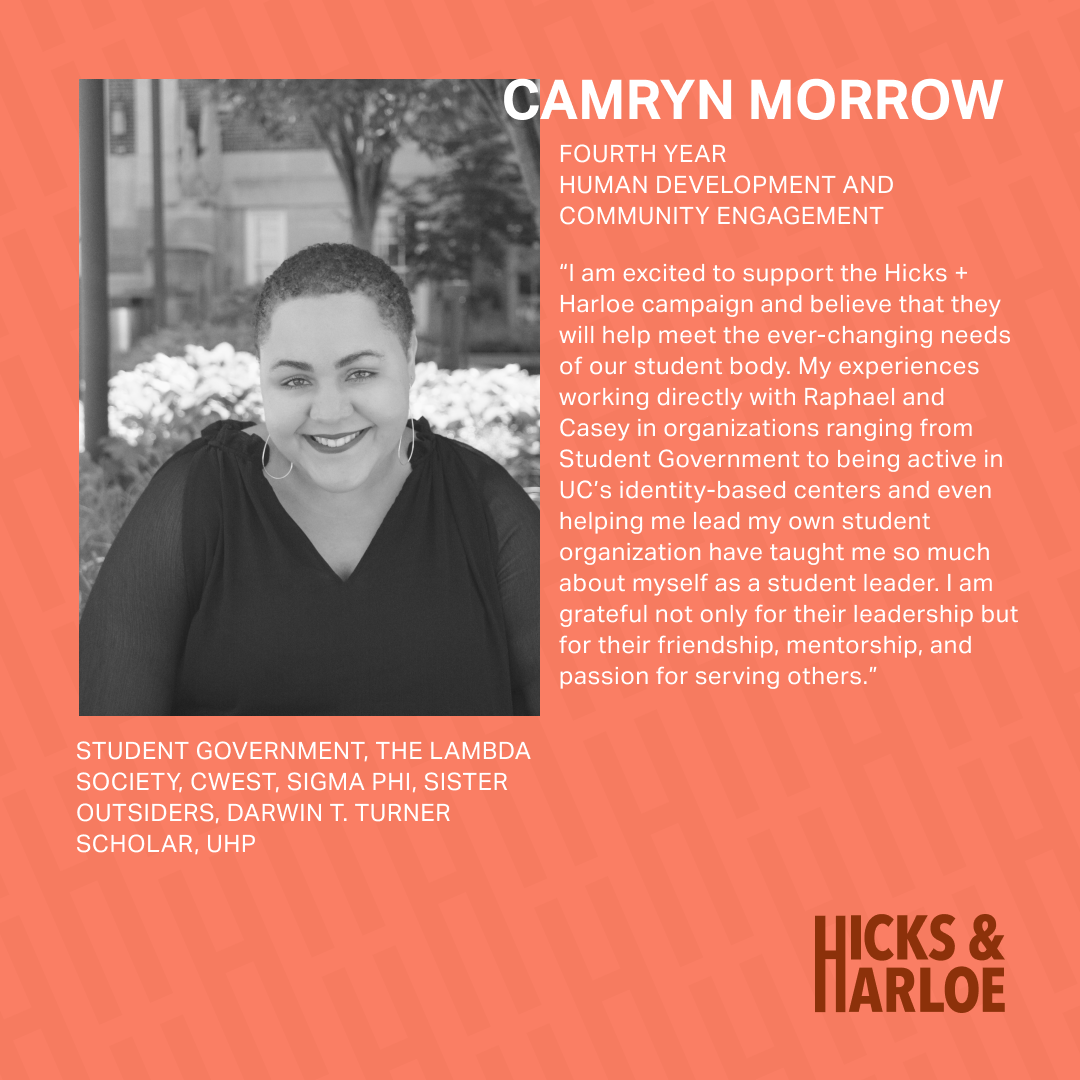 CAMRYN MORROW
FOURTH YEAR
HUMAN DEVELOPMENT AND
COMMUNITY ENGAGEMENT
“I am excited to support the Hicks +
Harloe campaign and believe that they
will help meet the ever-changing needs
of our student body. My experiences
working directly with Raphael and
Casey in organizations ranging from
Student Government to being active in
UC’s identity-based centers and even
helping me lead my own student
organization have taught me so much
about myself as a student leader. I am
grateful not only for their leadership but
for their friendship, mentorship, and
passion for serving others.”
STUDENT GOVERNMENT, THE LAMBDA
SOCIETY, CWEST, SIGMA PHI, SISTER
OUTSIDERS, DARWIN T. TURNER
SCHOLAR, UHP
HICKS &
HARLOE